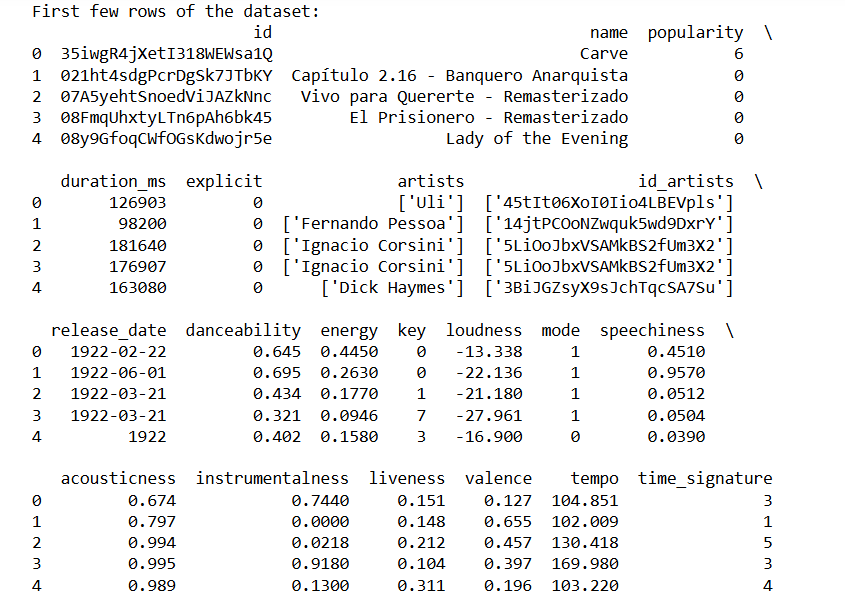 First few rows of the dataset:
id name popularity \
0 35iwgR4jXetI318WEWsa1Q Carve 6
1 021ht4sdgPcrDgSk7JTbKY Capítulo 2.16 - Banquero Anarquista 0
2 07A5yehtSnoedViJAZkNnc Vivo para Quererte - Remasterizado 0
3 08FmqUhxtyLTn6pAh6bk45 El Prisionero - Remasterizado 0
4 08y9GfoqCWfOGsKdwojr5e Lady of the Evening 0
duration_ms explicit artists id_artists \
0 126903 0 ['Uli'] ['45tIt06XoI0Iio4LBEVpls']
1 98200 0 ['Fernando Pessoa'] ['14jtPCOoNZwquk5wd9DxrY']
2 181640 0 ['Ignacio Corsini'] ['5LiOoJbxVSAMkBS2fUm3X2']
3 176907 0 ['Ignacio Corsini'] ['5LiOoJbxVSAMkBS2fUm3X2']
4 163080 0 ['Dick Haymes'] ['3BiJGZsyX9sJchTqcSA7Su']
release_date danceability energy key loudness mode speechiness \
0 1922-02-22 0.645 0.4450 0 -13.338 1 0.4510
1 1922-06-01 0.695 0.2630 0 -22.136 1 0.9570
2 1922-03-21 0.434 0.1770 1 -21.180 1 0.0512
3 1922-03-21 0.321 0.0946 7 -27.961 1 0.0504
4 1922 0.402 0.1580 3 -16.900 0 0.0390
acousticness instrumentalness liveness valence tempo time_signature
0 0.674 0.7440 0.151 0.127 104.851 3
1 0.797 0.0000 0.148 0.655 102.009 1
2 0.994 0.0218 0.212 0.457 130.418 5
3 0.995 0.9180 0.104 0.397 169.980 3
4 0.989 0.1300 0.311 0.196 103.220 4